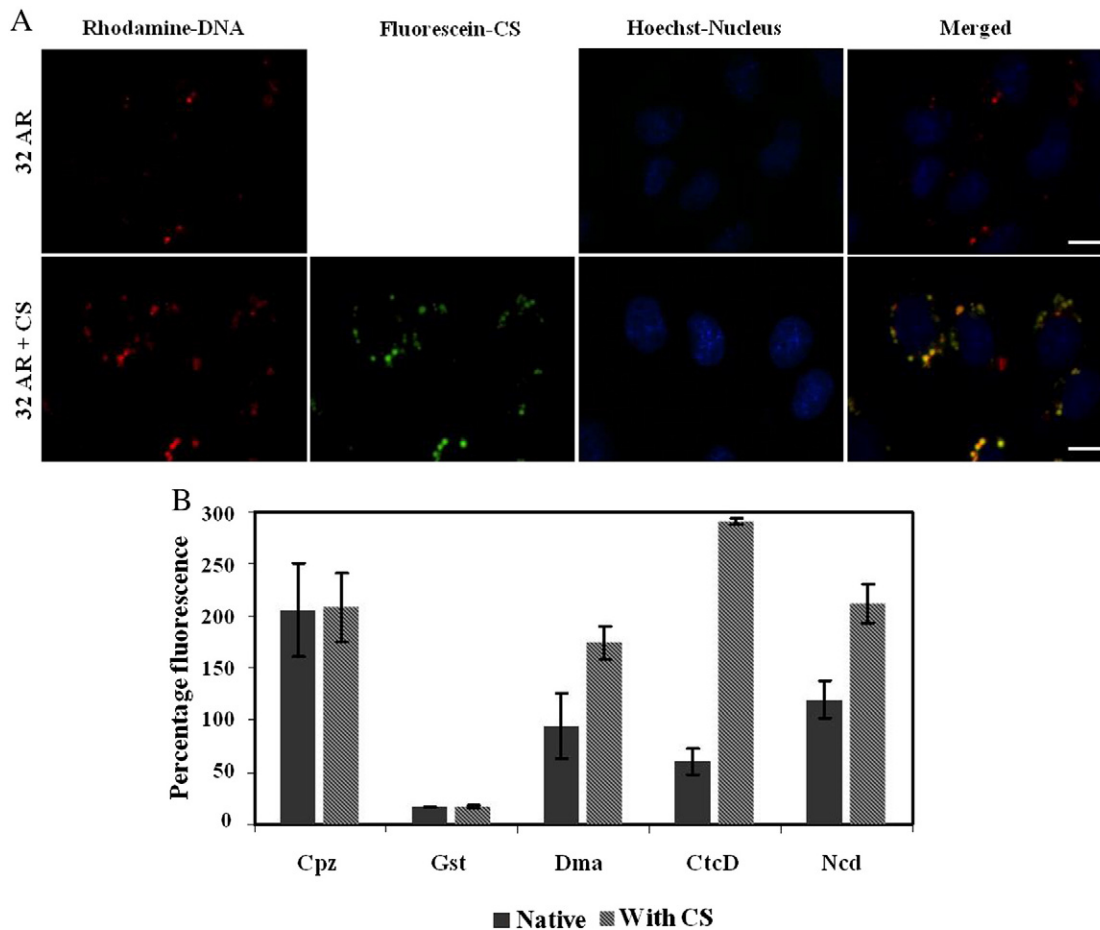 A
Rhodamine-DNA Fluorescein-CS Hoechst-Nucleus Merged
32 AR
32 AR + CS
B
Percentage fluorescence
300
250
200
150
100
50
0
Cpz Gst Dma CtcD Ncd
Native With CS